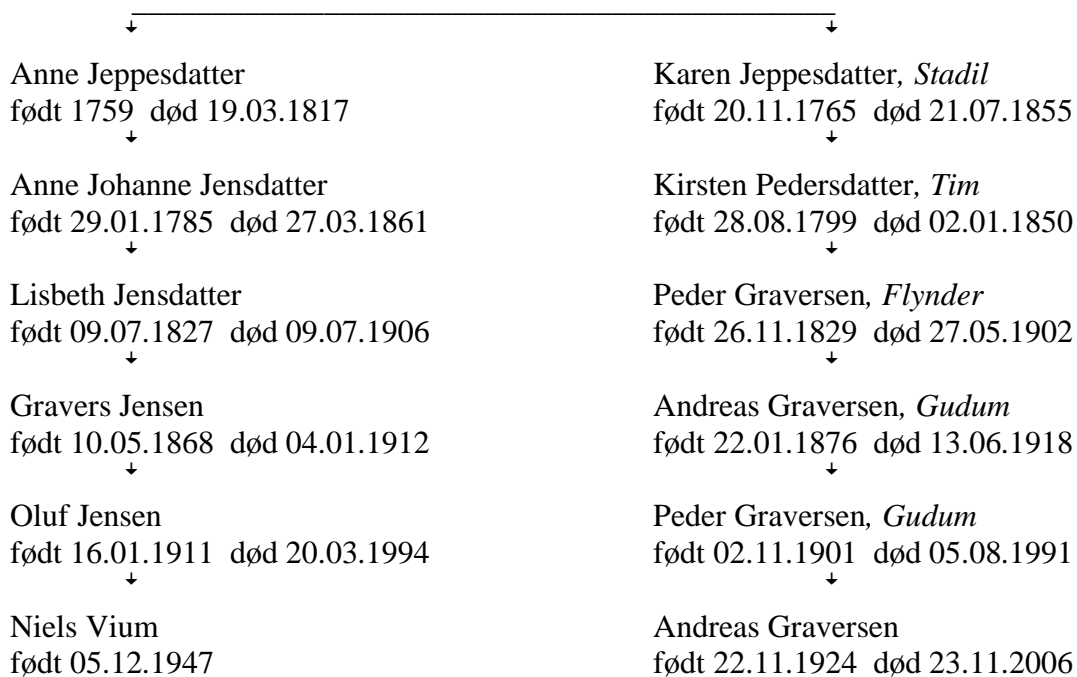 Anne Jeppesdatter
født 1759 død 19.03.1817
Karen Jeppesdatter, Stadil
født 20.11.1765 død 21.07.1855
Anne Johanne Jensdatter
født 29.01.1785 død 27.03.1861
Kirsten Pedersdatter, Tim
født 28.08.1799 død 02.01.1850
Lisbeth Jensdatter
født 09.07.1827 død 09.07.1906
Peder Graversen, Flynder
født 26.11.1829 død 27.05.1902
Gravers Jensen
født 10.05.1868 død 04.01.1912
Andreas Graversen, Gudum
født 22.01.1876 død 13.06.1918
Oluf Jensen
født 16.01.1911 død 20.03.1994
Peder Graversen, Gudum
født 02.11.1901 død 05.08.1991
Niels Vium
født 05.12.1947
Andreas Graversen
født 22.11.1924 død 23.11.2006